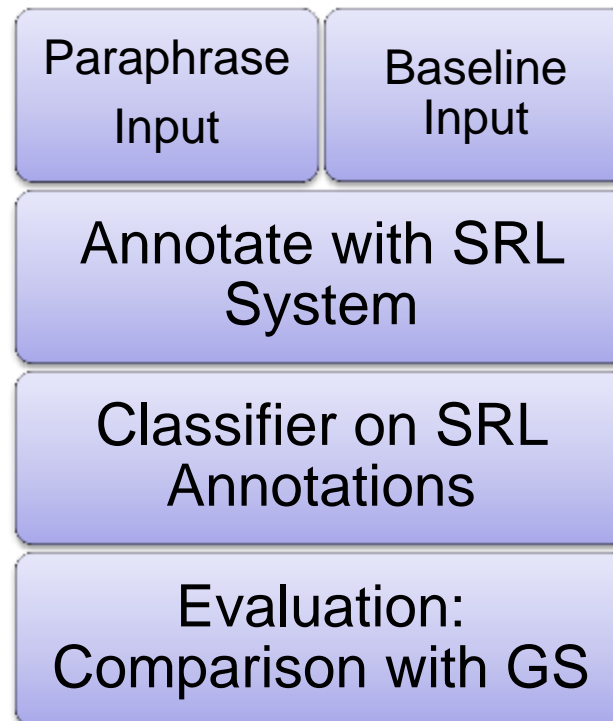 Paraphrase
Input
Baseline
Input
Annotate with SRL
System
Classifier on SRL
Annotations
Evaluation:
Comparison with GS